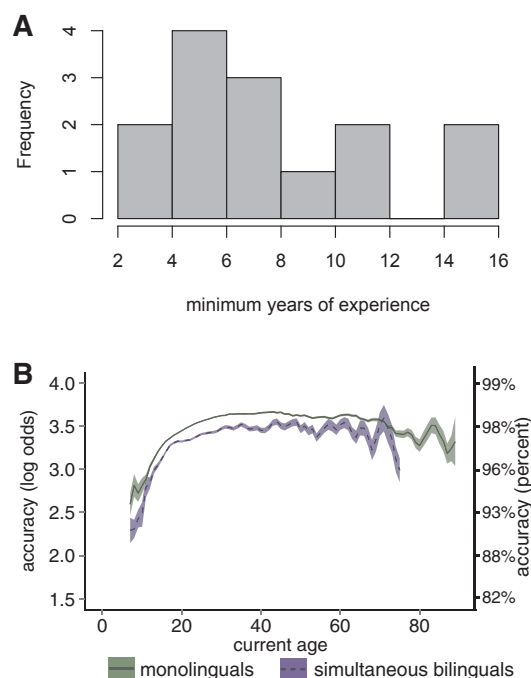 A
Frequency
4
3
2
1
0
2 4 6 8 10 12 14 16
minimum years of experience
B
accuracy (log odds)
4.0
3.5
3.0
2.5
2.0
1.5
99%
98%
96%
93%
88%
82%
accuracy (percent)
0 20 40 60 80
current age
monolinguals simultaneous bilinguals